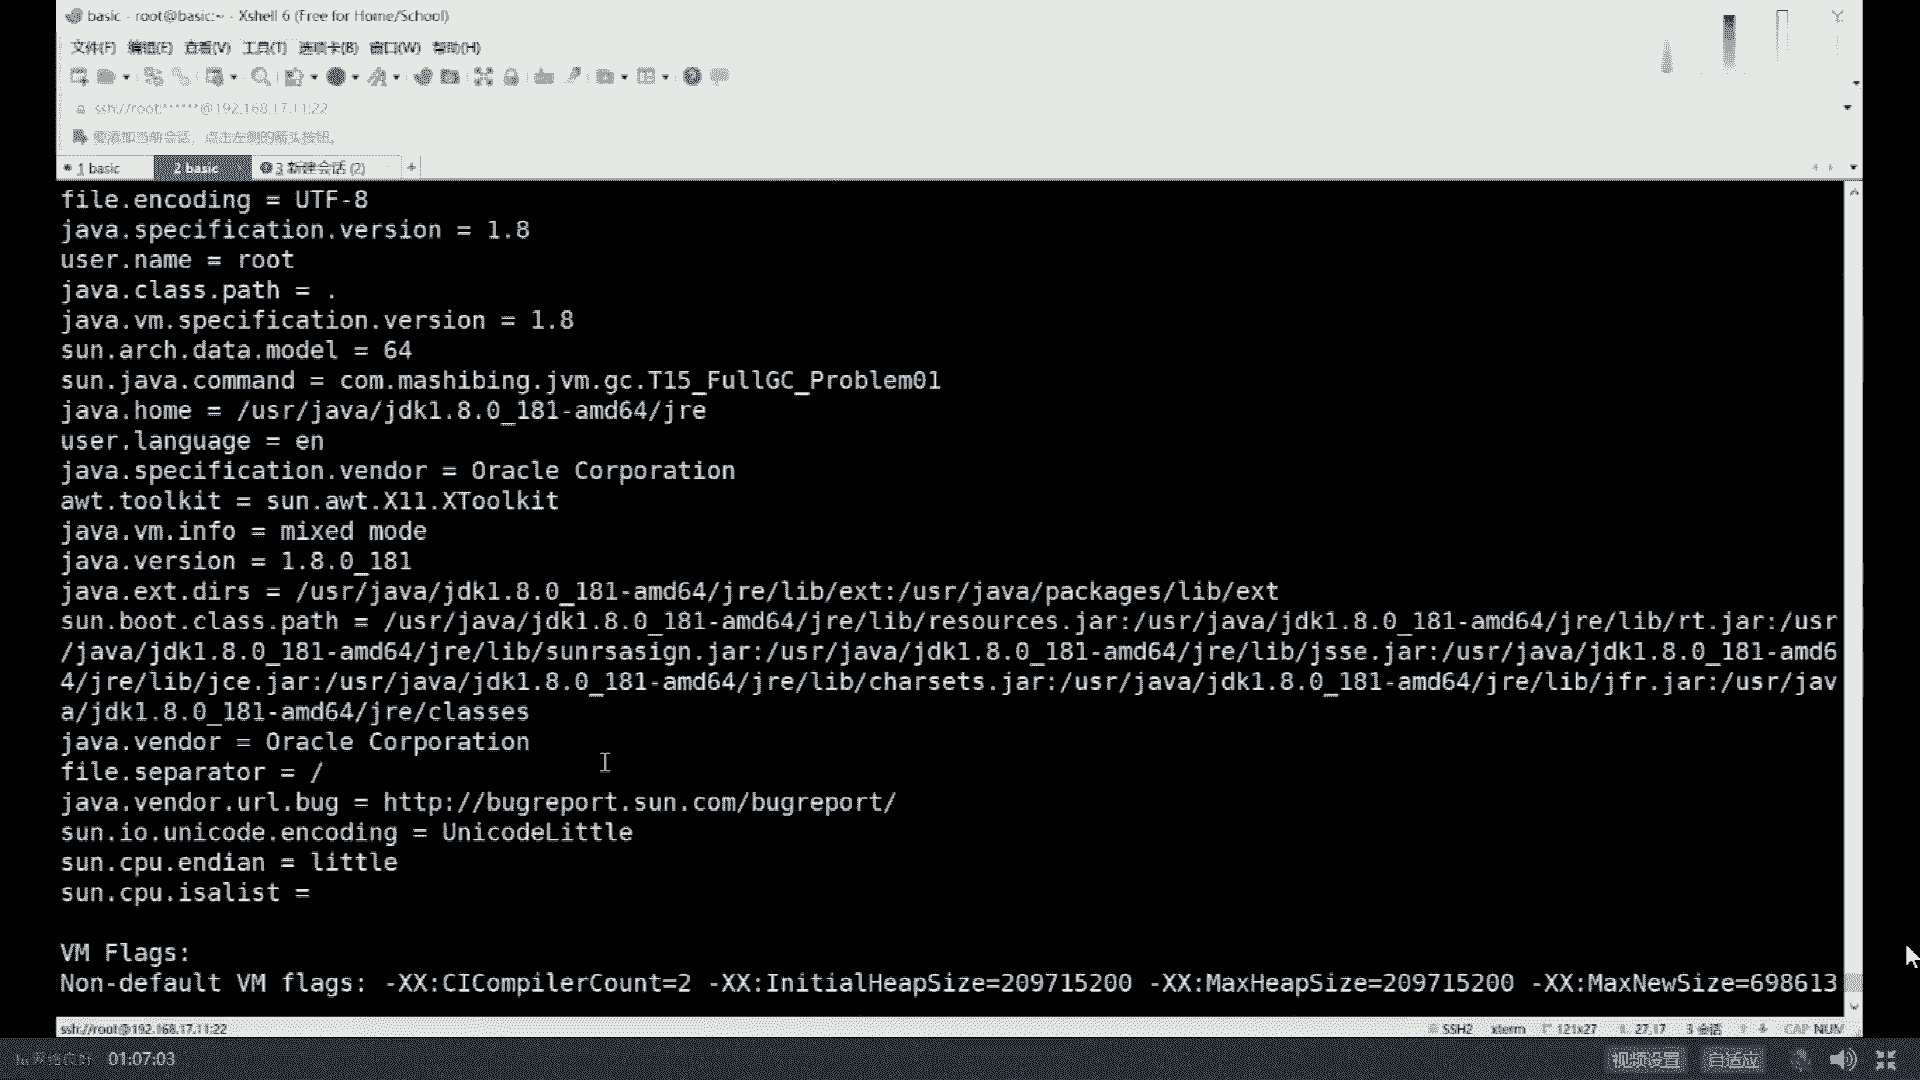 basic - root@basic:~ - Xshell 6 (Free for Home/School)
文件(F) 编辑(E) 查看(V) 工具(T) 选项卡(B) 窗口(W) 帮助(H)
ssh://root:******@192.168.17.11:22
要添加当前会话，点击左侧的箭头按钮。
1 basic 2 basic 3 新建会话 (2) +
file.encoding = UTF-8
java.specification.version = 1.8
user.name = root
java.class.path = .
java.vm.specification.version = 1.8
sun.arch.data.model = 64
sun.java.command = com.mashibing.jvm.gc.T15_FullGC_Problem01
java.home = /usr/java/jdk1.8.0_181-amd64/jre
user.language = en
java.specification.vendor = Oracle Corporation
awt.toolkit = sun.awt.X11.XToolkit
java.vm.info = mixed mode
java.version = 1.8.0_181
java.ext.dirs = /usr/java/jdk1.8.0_181-amd64/jre/lib/ext:/usr/java/packages/lib/ext
sun.boot.class.path = /usr/java/jdk1.8.0_181-amd64/jre/lib/resources.jar:/usr/java/jdk1.8.0_181-amd64/jre/lib/rt.jar:/usr
/java/jdk1.8.0_181-amd64/jre/lib/sunrsasign.jar:/usr/java/jdk1.8.0_181-amd64/jre/lib/jsse.jar:/usr/java/jdk1.8.0_181-amd6
4/jre/lib/jce.jar:/usr/java/jdk1.8.0_181-amd64/jre/lib/charsets.jar:/usr/java/jdk1.8.0_181-amd64/jre/lib/jfr.jar:/usr/jav
a/jdk1.8.0_181-amd64/jre/classes
java.vendor = Oracle Corporation
file.separator = /
java.vendor.url.bug = http://bugreport.sun.com/bugreport/
sun.io.unicode.encoding = UnicodeLittle
sun.cpu.endian = little
sun.cpu.isalist =
VM Flags:
Non-default VM flags: -XX:CICompilerCount=2 -XX:InitialHeapSize=209715200 -XX:MaxHeapSize=209715200 -XX:MaxNewSize=698613
ssh://root@192.168.17.11:22 SSH2 xterm 121x27 27,17 3 会话 CAP NUM
01:07:03 视频设置 自适应